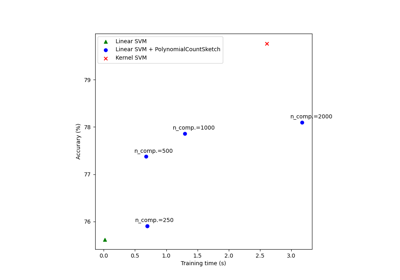 Linear SVM
Linear SVM + PolynomialCountSketch
Kernel SVM
79
78
77
76
Accurary (%)
n_comp.=2000
n_comp.=1000
n_comp.=500
n_comp.=250
0.0 0.5 1.0 1.5 2.0 2.5 3.0
Training time (s)